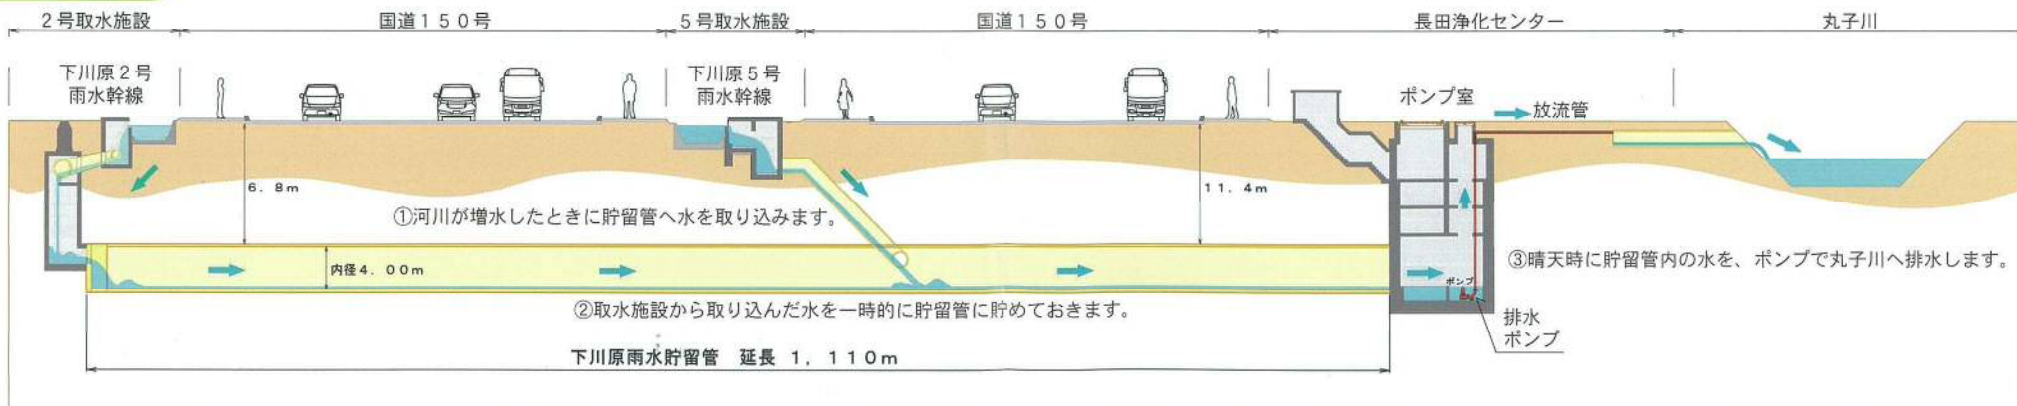 2号取水施設
国道150号
5号取水施設
国道150号
長田浄化センター
丸子川
下川原2号
雨水幹線
下川原5号
雨水幹線
ポンプ室
放流管
6.8m
11.4m
①河川が増水したときに貯留管へ水を取り込みます。
内径4.00m
③晴天時に貯留管内の水を、ポンプで丸子川へ排水します。
ポンプ
②取水施設から取り込んだ水を一時的に貯留管に貯めておきます。
排水
ポンプ
下川原雨水貯留管 延長 1,110m